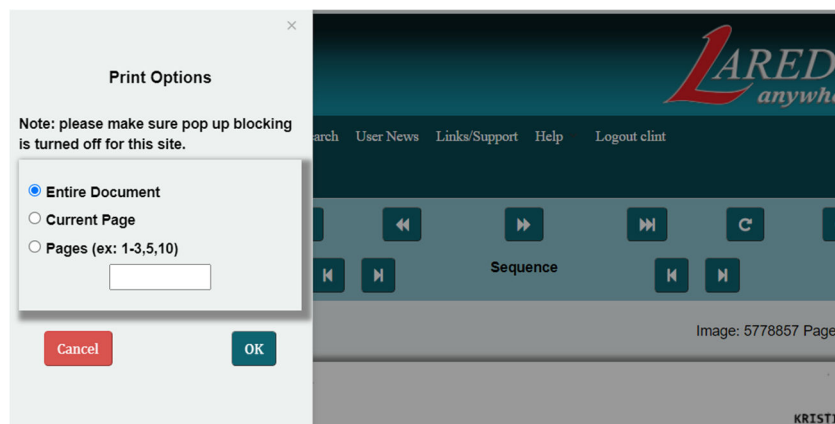 ×
Print Options
Note: please make sure pop up blocking
is turned off for this site.
Entire Document
Current Page
Pages (ex: 1-3,5,10)
Cancel
OK
LARED
anywh
arch User News Links/Support Help Logout clint
Sequence
Image: 5778857 Page
KRISTI